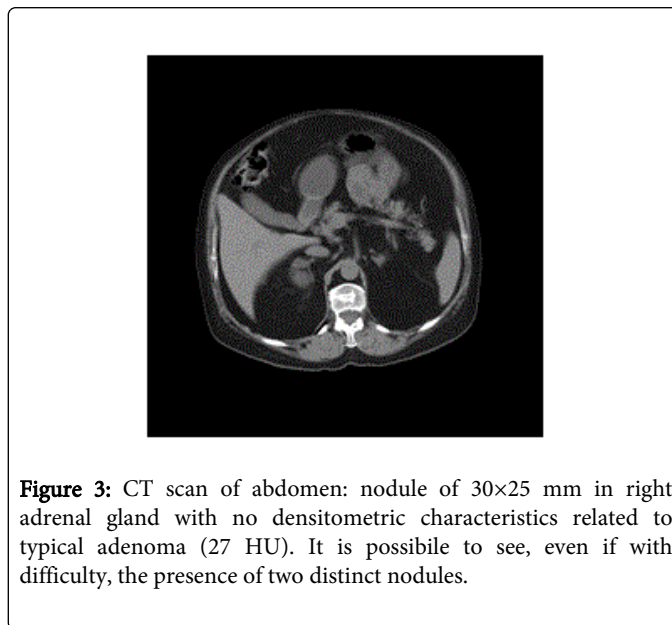 Figure 3: CT scan of abdomen: nodule of 30×25 mm in right
adrenal gland with no densitometric characteristics related to
typical adenoma (27 HU). It is possibile to see, even if with
difficulty, the presence of two distinct nodules.